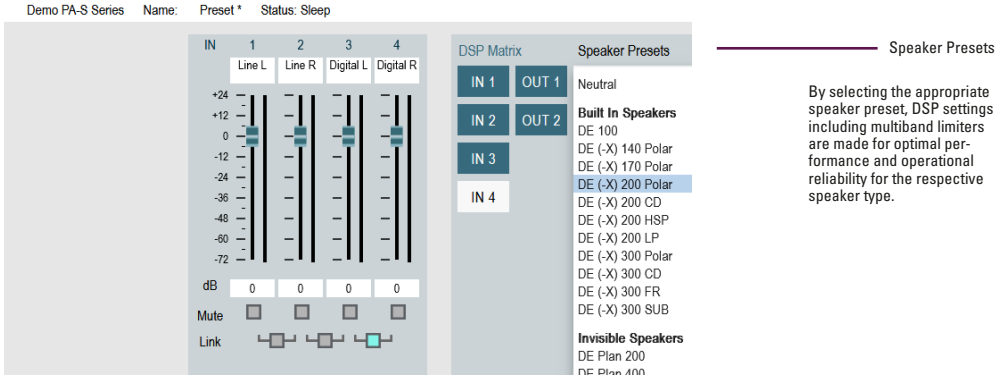 Demo PA-S Series Name: Preset * Status: Sleep
IN 1 2 3 4
Line L Line R Digital L Digital R
+24
+12
0
-12
-24
-36
-48
-60
-72
dB 0 0 0 0
Mute
Link
DSP Matrix
IN 1 OUT 1
IN 2 OUT 2
IN 3
IN 4
Speaker Presets
Neutral
Built In Speakers
DE 100
DE (-X) 140 Polar
DE (-X) 170 Polar
DE (-X) 200 Polar
DE (-X) 200 CD
DE (-X) 200 HSP
DE (-X) 200 LP
DE (-X) 300 Polar
DE (-X) 300 CD
DE (-X) 300 FR
DE (-X) 300 SUB
Invisible Speakers
DE Plan 200
DE Plan 400
Speaker Presets
By selecting the appropriate
speaker preset, DSP settings
including multiband limiters
are made for optimal per-
formance and operational
reliability for the respective
speaker type.